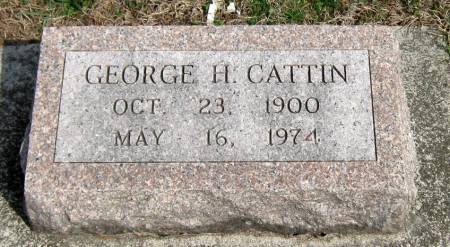 GEORGE H. CATTIN
OCT. 23, 1900
MAY 16, 1974